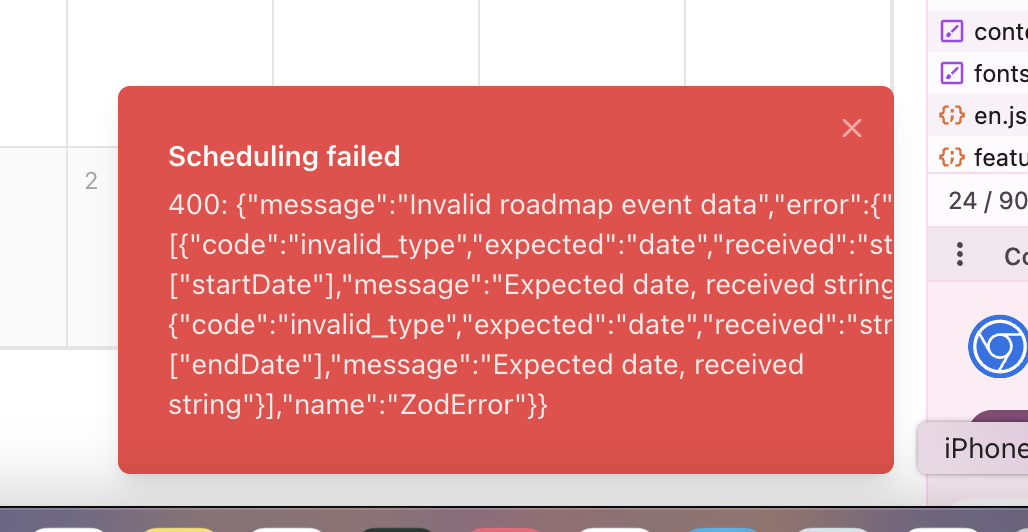 conte
fonts
en.js
featu
24 / 90
Co
iPhone
2
Scheduling failed
400: {"message":"Invalid roadmap event data","error":{"
[{"code":"invalid_type","expected":"date","received":"st
["startDate"],"message":"Expected date, received string
{"code":"invalid_type","expected":"date","received":"str
["endDate"],"message":"Expected date, received
string"}],"name":"ZodError"}}